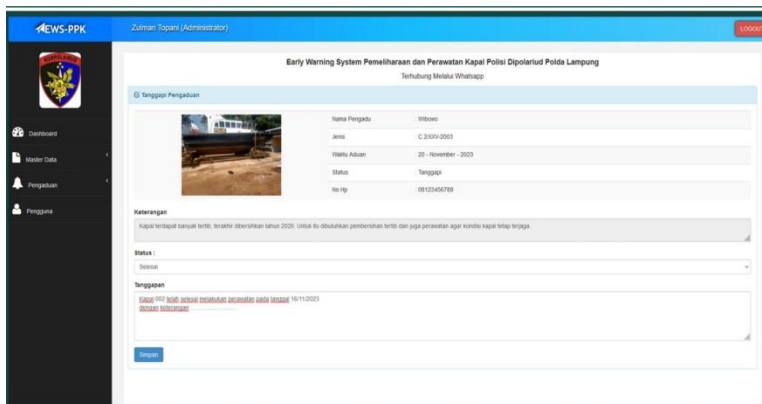 EWS-PPK
Zulman Topani (Administrator)
LOGOUT
Early Warning System Pemeliharaan dan Perawatan Kapal Polisi Dipolariud Polda Lampung
Terhubung Melalui Whatsapp
Tanggapi Pengaduan
Nama Pengadu : Wibowo
Jenis : C.2/XXV-2003
Waktu Aduan : 20 - November - 2023
Status : Tanggapi
No Hp : 08123456789
Dashboard
Master Data
Pengaduan
Pengguna
Keterangan
Kapal terdapat banyak tertib, terakhir dibersihkan tahun 2020. Untuk itu dibutuhkan pembersihan tertib dan juga perawatan agar kondisi kapal tetap terjaga.
Status :
Selesai
Tanggapan
Kapal 002 telah selesai melakukan perawatan pada tanggal 16/11/2023
dengan keterangan ..............................
Simpan